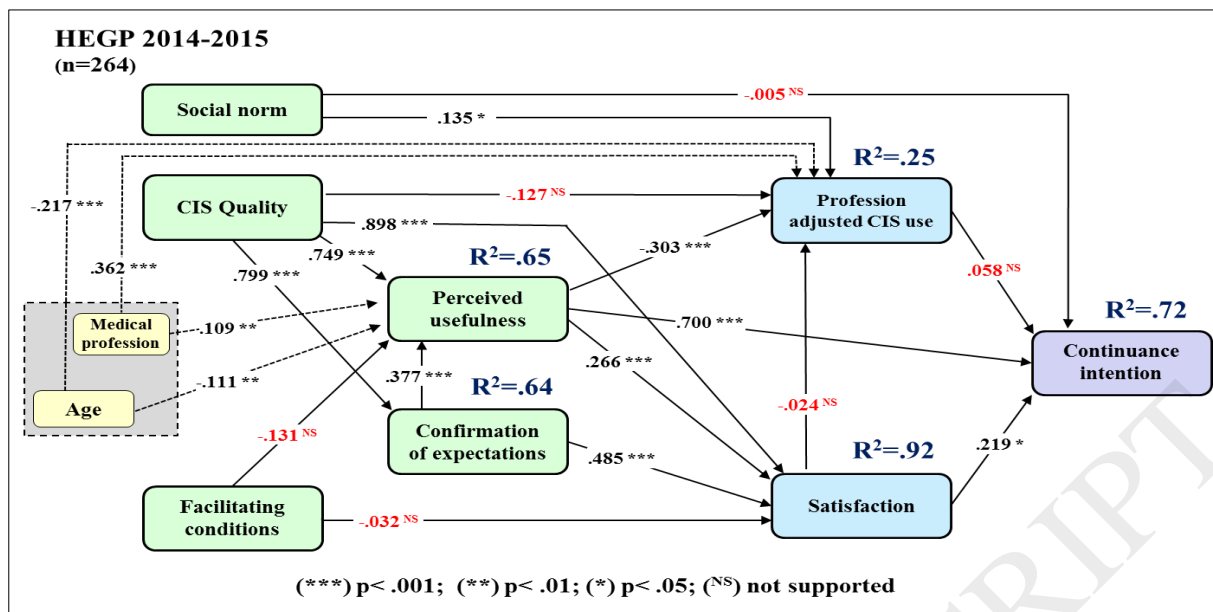 HEGP 2014-2015
(n=264)
Social norm
-.005 NS
.135 *
R²=.25
CIS Quality
-.127 NS
Profession
adjusted CIS use
-.217 ***
.898 ***
.749 ***
-.303 ***
.362 ***
.799 ***
R²=.65
.058 NS
Perceived
usefulness
R²=.72
Medical
profession
.109 **
.700 ***
Continuance
intention
.266 ***
.377 ***
-.111 **
R²=.64
-.024 NS
Age
-.131 NS
Confirmation
of expectations
.485 ***
R²=.92
.219 *
Facilitating
conditions
-.032 NS
Satisfaction
(***) p< .001; (**) p< .01; (*) p< .05; (NS) not supported
RIPT